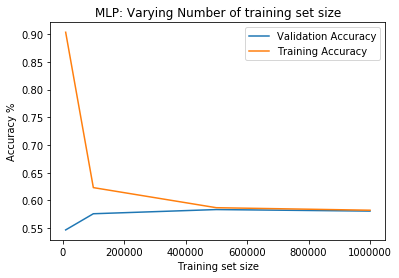 MLP: Varying Number of training set size
Validation Accuracy
Training Accuracy
Accuracy %
0.90
0.85
0.80
0.75
0.70
0.65
0.60
0.55
0 200000 400000 600000 800000 1000000
Training set size